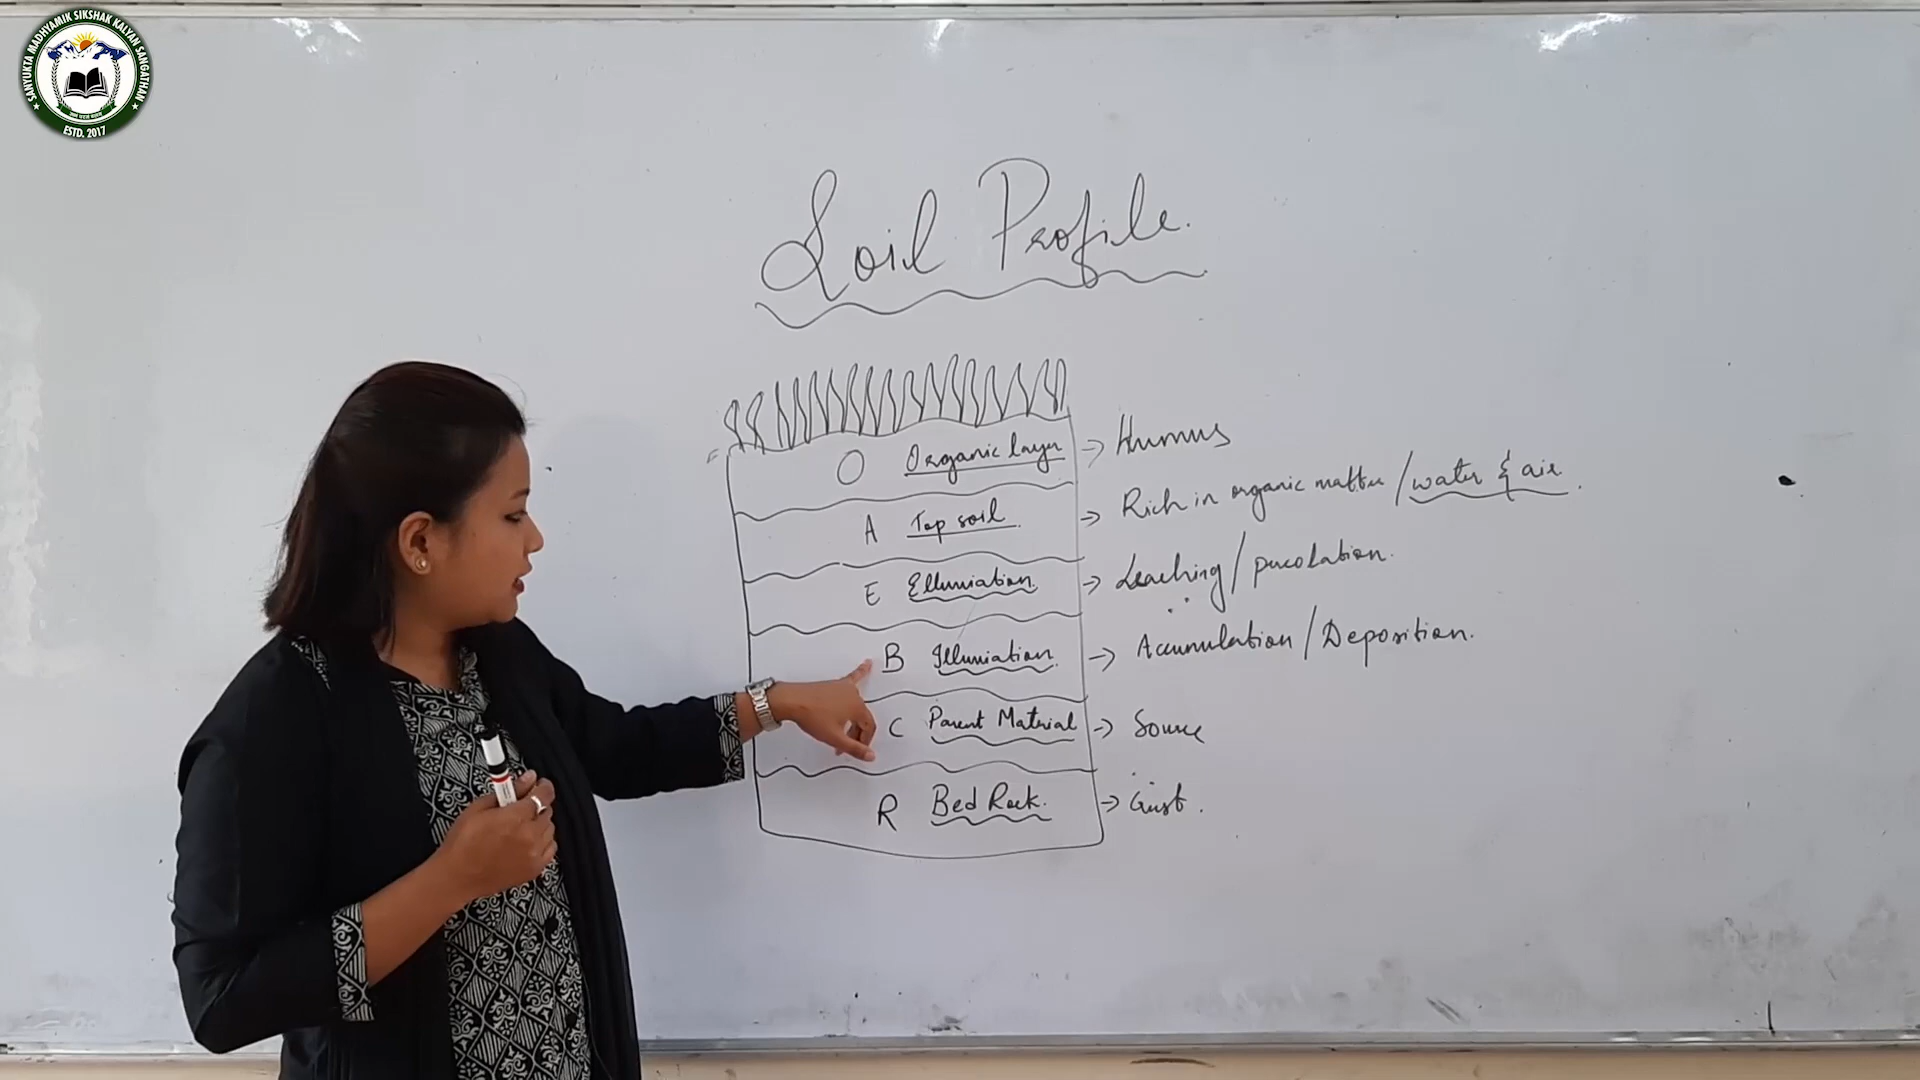 SANYUKTA MADHYAMIK SIKSHAK KALYAN SANGATHAN
ESTD. 2017
Soil Profile.
O Organic layer → Humus
A Top soil. → Rich in organic matter / water & air.
E Elluviation. → Leaching / percolation.
B Illuviation. → Accumulation / Deposition.
C Parent Material → Source
R Bed Rock. → Crust.